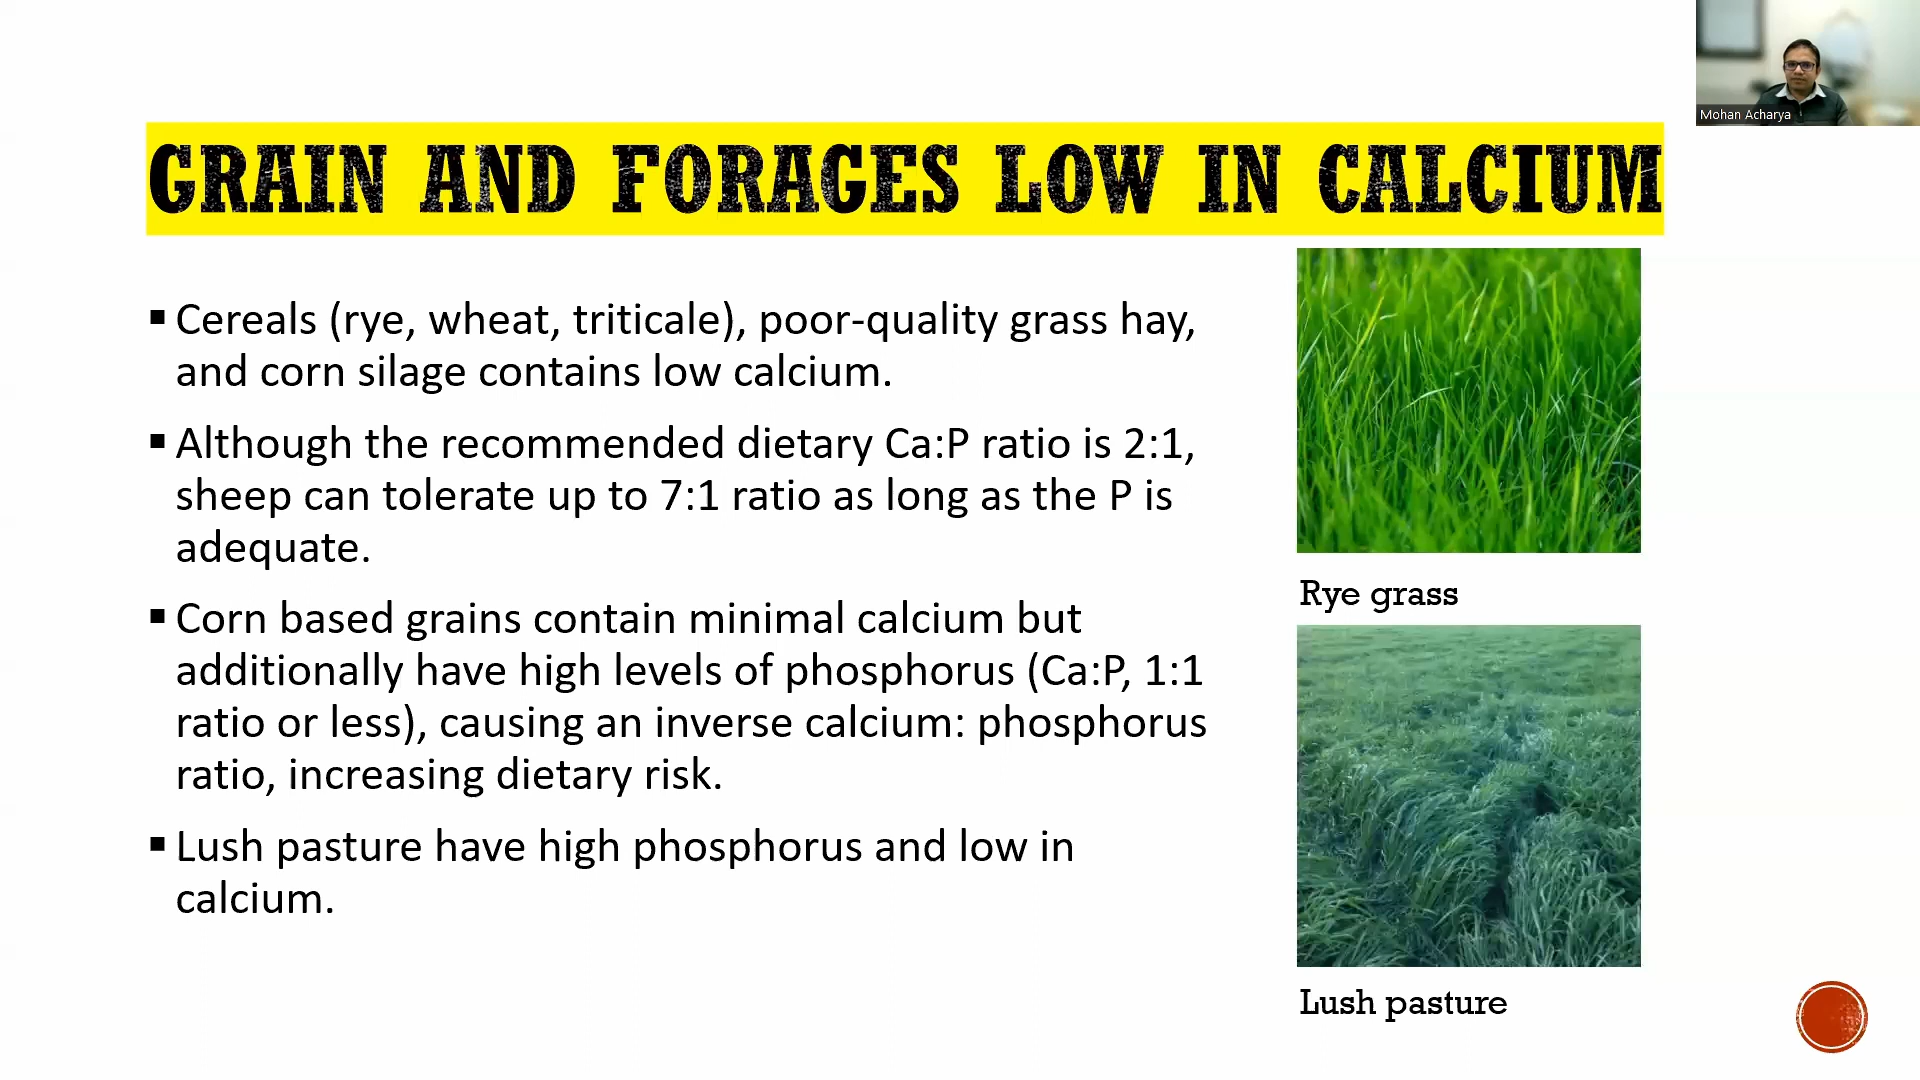 Mohan Acharya
GRAIN AND FORAGES LOW IN CALCIUM
▪ Cereals (rye, wheat, triticale), poor-quality grass hay,
and corn silage contains low calcium.
▪ Although the recommended dietary Ca:P ratio is 2:1,
sheep can tolerate up to 7:1 ratio as long as the P is
adequate.
▪ Corn based grains contain minimal calcium but
additionally have high levels of phosphorus (Ca:P, 1:1
ratio or less), causing an inverse calcium: phosphorus
ratio, increasing dietary risk.
▪ Lush pasture have high phosphorus and low in
calcium.
Rye grass
Lush pasture